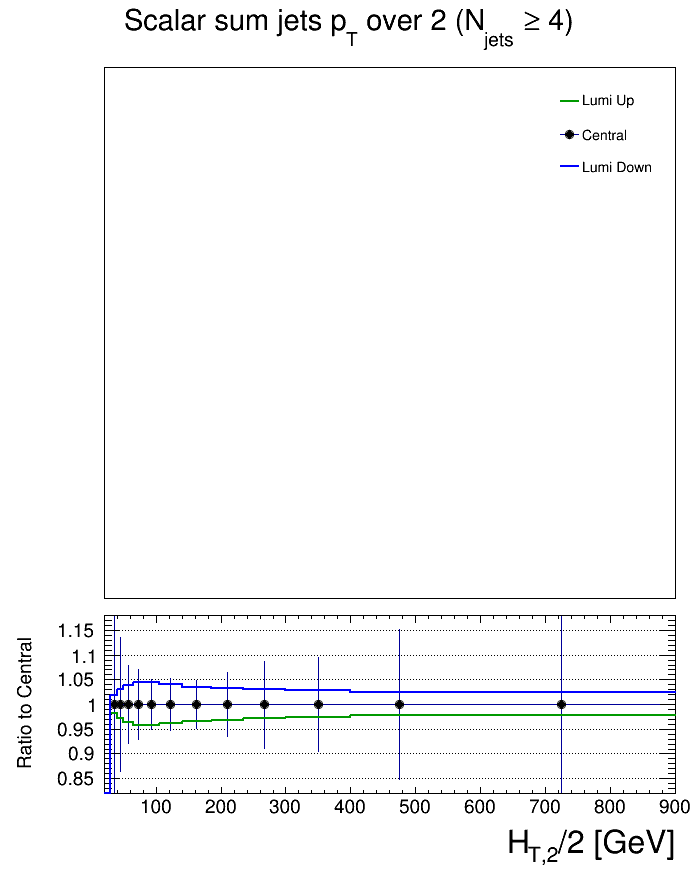 Scalar sum jets p_T over 2 (N_jets ≥ 4)
Lumi Up
Central
Lumi Down
Ratio to Central
1.15
1.1
1.05
1
0.95
0.9
0.85
100 200 300 400 500 600 700 800 900
H_T,2/2 [GeV]